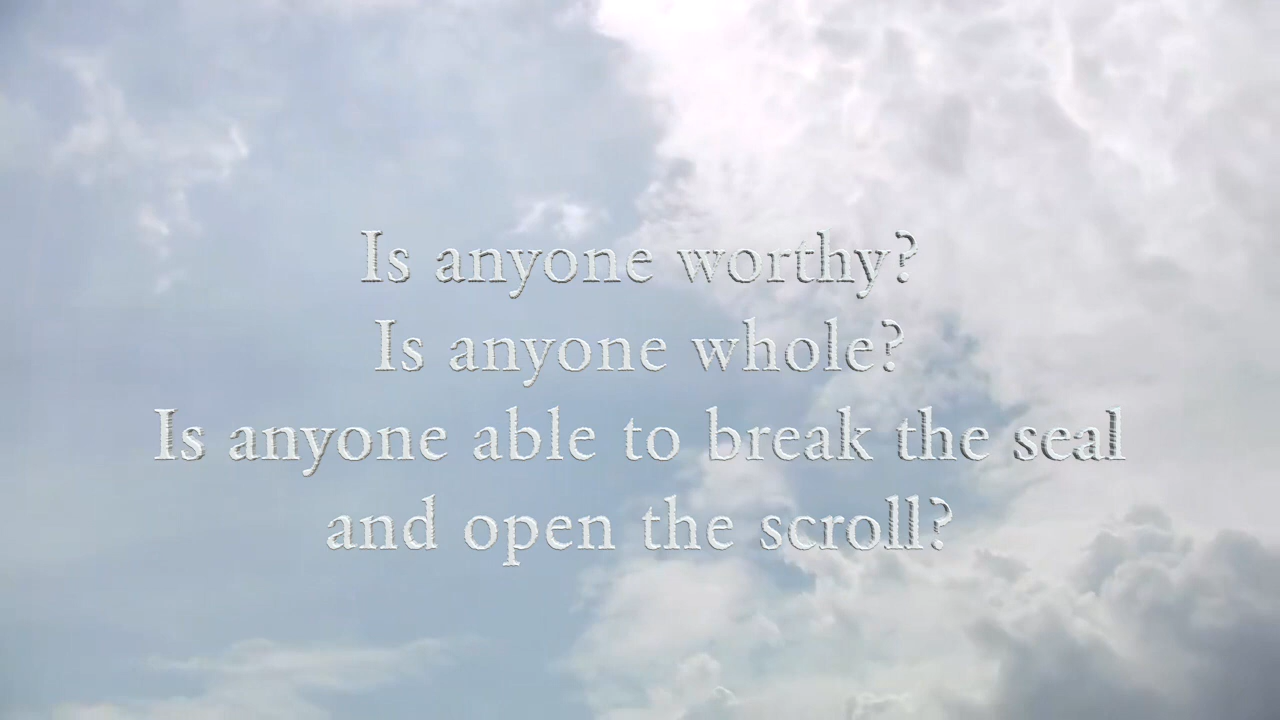 Is anyone worthy?
Is anyone whole?
Is anyone able to break the seal
and open the scroll?